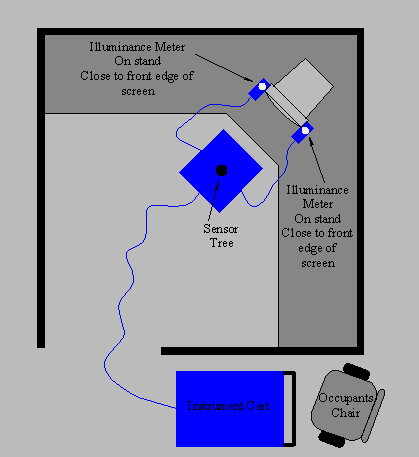 Illuminance Meter
On stand
Close to front edge of
screen
Illuminance
Meter
On stand
Close to front
edge of
screen
Sensor
Tree
Instrument Cart
Occupants
Chair